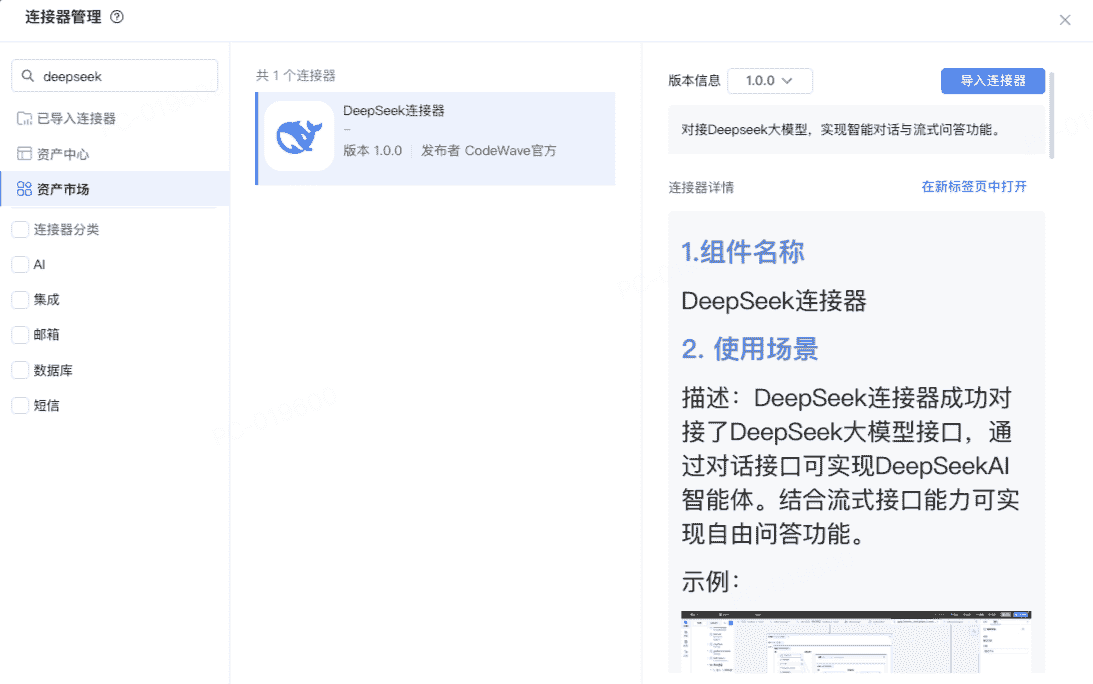 连接器管理
deepseek
已导入连接器
资产中心
资产市场
连接器分类
AI
集成
邮箱
数据库
短信
共 1 个连接器
DeepSeek连接器
–
版本 1.0.0 发布者 CodeWave官方
版本信息 1.0.0 导入连接器
对接Deepseek大模型，实现智能对话与流式问答功能。
连接器详情 在新标签页中打开
1.组件名称
DeepSeek连接器
2. 使用场景
描述：DeepSeek连接器成功对
接了DeepSeek大模型接口，通
过对话接口可实现DeepSeekAI
智能体。结合流式接口能力可实
现自由问答功能。
示例：